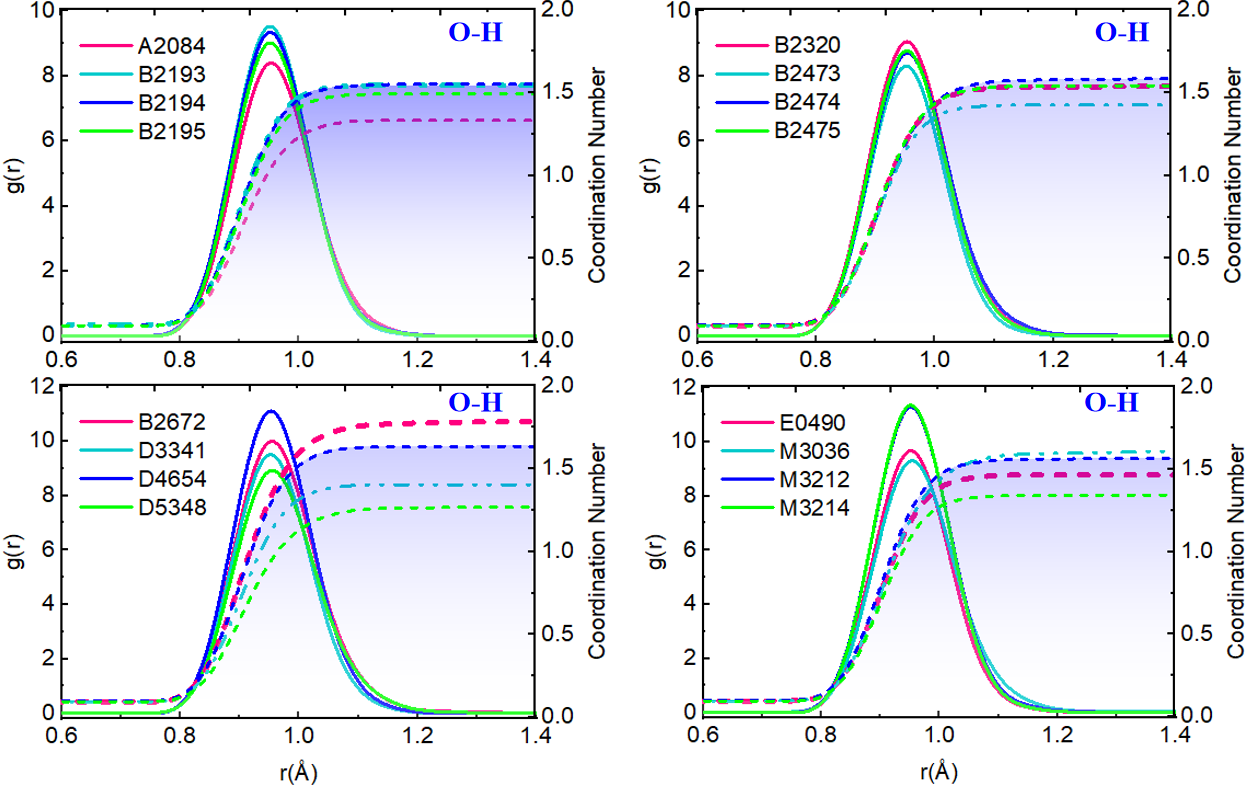 O-H
A2084
B2193
B2194
B2195
g(r)
10
8
6
4
2
0
0.6 0.8 1.0 1.2 1.4
2.0
1.5
1.0
0.5
0.0
Coordination Number
O-H
B2320
B2473
B2474
B2475
g(r)
10
8
6
4
2
0
0.6 0.8 1.0 1.2 1.4
2.0
1.5
1.0
0.5
0.0
Coordination Number
O-H
B2672
D3341
D4654
D5348
g(r)
12
10
8
6
4
2
0
0.6 0.8 1.0 1.2 1.4
r(Å)
2.0
1.5
1.0
0.5
0.0
Coordination Number
O-H
E0490
M3036
M3212
M3214
g(r)
12
10
8
6
4
2
0
0.6 0.8 1.0 1.2 1.4
r(Å)
2.0
1.5
1.0
0.5
0.0
Coordination Number